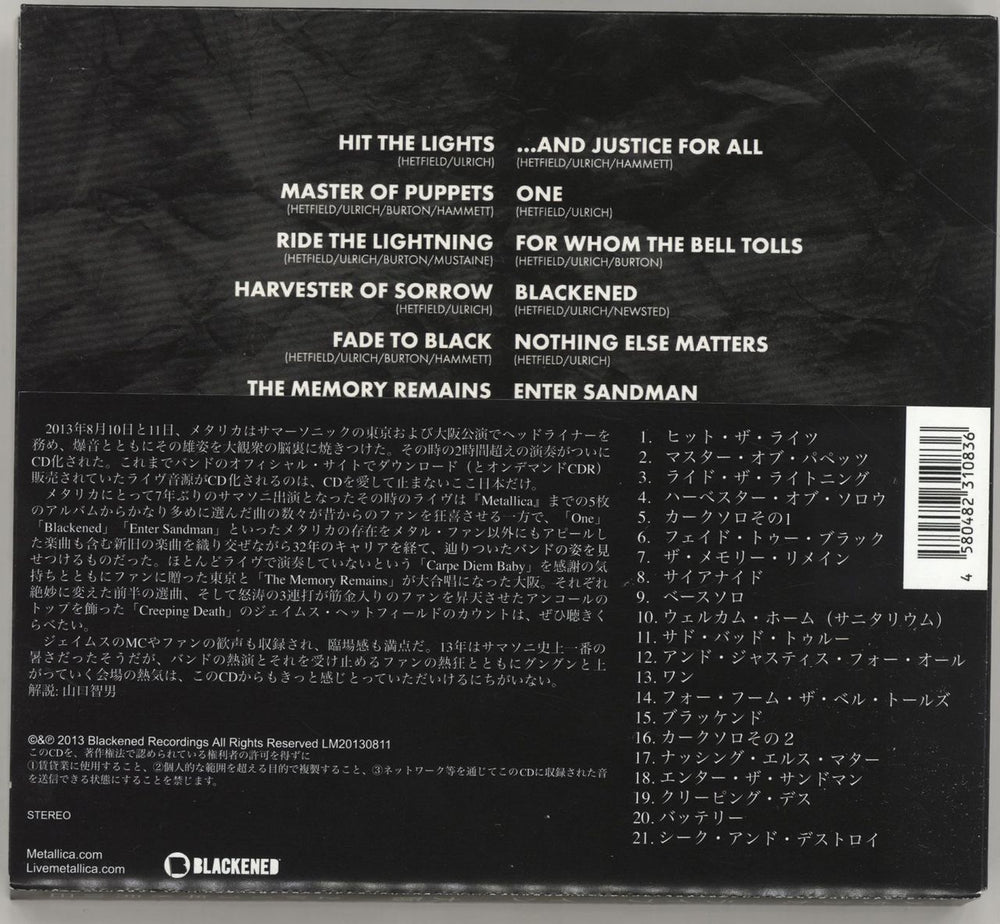 HIT THE LIGHTS
(HETFIELD/ULRICH)
MASTER OF PUPPETS
(HETFIELD/ULRICH/BURTON/HAMMETT)
RIDE THE LIGHTNING
(HETFIELD/ULRICH/BURTON/MUSTAINE)
HARVESTER OF SORROW
(HETFIELD/ULRICH)
FADE TO BLACK
(HETFIELD/ULRICH/BURTON/HAMMETT)
THE MEMORY REMAINS
...AND JUSTICE FOR ALL
(HETFIELD/ULRICH/HAMMETT)
ONE
(HETFIELD/ULRICH)
FOR WHOM THE BELL TOLLS
(HETFIELD/ULRICH/BURTON)
BLACKENED
(HETFIELD/ULRICH/NEWSTED)
NOTHING ELSE MATTERS
(HETFIELD/ULRICH)
ENTER SANDMAN
2013年8月10日と11日、メタリカはサマーソニックの東京および大阪公演でヘッドライナーを
務め、爆音とともにその雄姿を大観衆の脳裏に焼きつけた。その時の2時間超えの演奏がついに
CD化された。これまでバンドのオフィシャル・サイトでダウンロード（とオンデマンドCDR）
販売されていたライヴ音源がCD化されるのは、CDを愛して止まないここ日本だけ。
メタリカにとって7年ぶりのサマソニ出演となったその時のライヴは『Metallica』までの5枚
のアルバムからかなり多めに選んだ曲の数々が昔からのファンを狂喜させる一方で、「One」
「Blackened」「Enter Sandman」といったメタリカの存在をメタル・ファン以外にもアピールし
た楽曲も含む新旧の楽曲を織り交ぜながら32年のキャリアを経て、辿りついたバンドの姿を見
せつけるものだった。ほとんどライヴで演奏していないという「Carpe Diem Baby」を感謝の気
持ちとともにファンに贈った東京と「The Memory Remains」が大合唱になった大阪。それぞれ
絶妙に変えた前半の選曲、そして怒涛の3連打が筋金入りのファンを昇天させたアンコールの
トップを飾った「Creeping Death」のジェイムス・ヘットフィールドのカウントは、ぜひ聴きく
らべたい。
ジェイムスのMCやファンの歓声も収録され、臨場感も満点だ。13年はサマソニ史上一番の
暑さだったそうだが、バンドの熱演とそれを受け止めるファンの熱狂とともにグングンと上
がっていく会場の熱気は、このCDからもきっと感じとっていただけるにちがいない。
解説: 山口智男
©&℗ 2013 Blackened Recordings All Rights Reserved LM20130811
このCDを、著作権法で認められている権利者の許可を得ずに
①賃貸業に使用すること、②個人的な範囲を超える目的で複製すること、③ネットワーク等を通じてこのCDに収録された音
を送信できる状態にすることを禁じます。
STEREO
Metallica.com
Livemetallica.com
BLACKENED
1. ヒット・ザ・ライツ
2. マスター・オブ・パペッツ
3. ライド・ザ・ライトニング
4. ハーベスター・オブ・ソロウ
5. カークソロその1
6. フェイド・トゥー・ブラック
7. ザ・メモリー・リメイン
8. サイアナイド
9. ベースソロ
10. ウェルカム・ホーム（サニタリウム）
11. サド・バッド・トゥルー
12. アンド・ジャスティス・フォー・オール
13. ワン
14. フォー・フーム・ザ・ベル・トールズ
15. ブラッケンド
16. カークソロその２
17. ナッシング・エルス・マター
18. エンター・ザ・サンドマン
19. クリーピング・デス
20. バッテリー
21. シーク・アンド・デストロイ
4 580482 310836